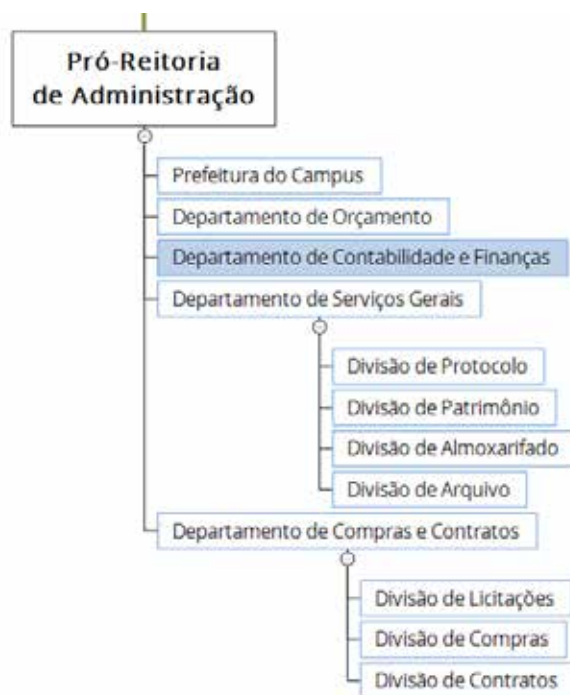 Pró-Reitoria
de Administração
Prefeitura do Campus
Departamento de Orçamento
Departamento de Contabilidade e Finanças
Departamento de Serviços Gerais
Divisão de Protocolo
Divisão de Patrimônio
Divisão de Almoxarifado
Divisão de Arquivo
Departamento de Compras e Contratos
Divisão de Licitações
Divisão de Compras
Divisão de Contratos